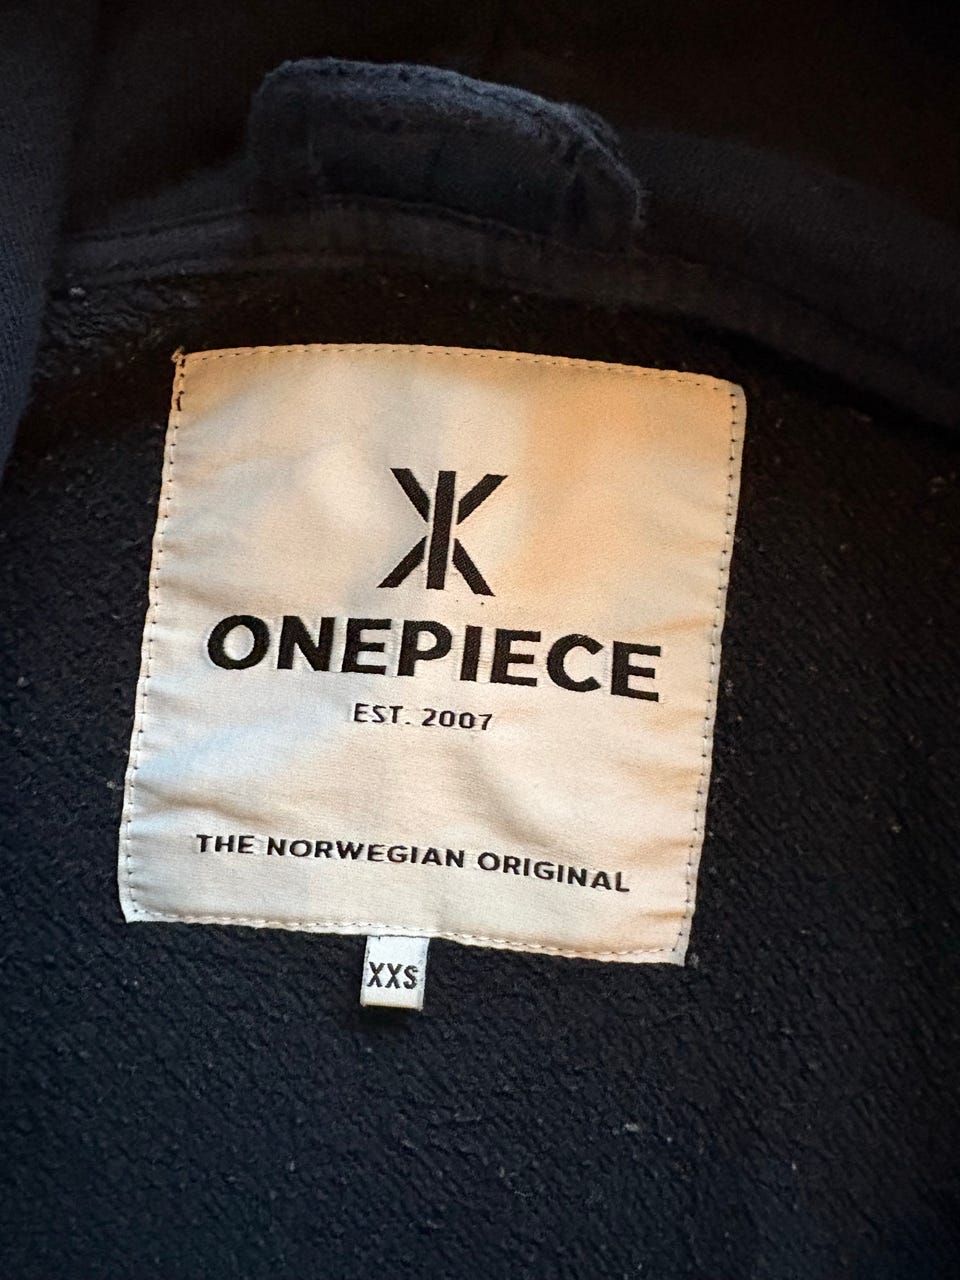 ONEPIECE
EST. 2007
THE NORWEGIAN ORIGINAL
XXS